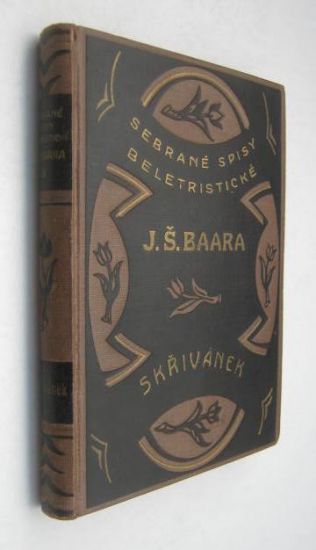 SEBRANÉ SPISY
BELETRISTICKÉ
J.Š.BAARA
SKŘIVÁNEK